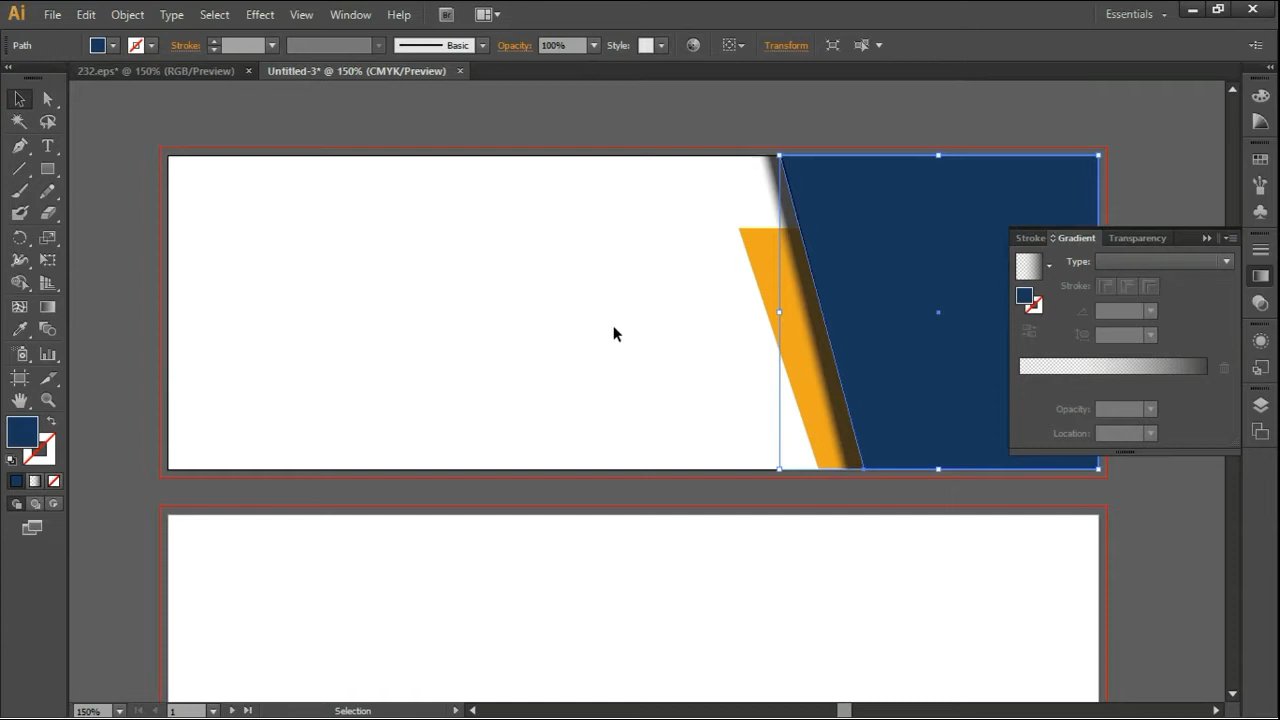 Ai File Edit Object Type Select Effect View Window Help Br Essentials
Path Stroke: Basic Opacity: 100% Style: Transform
232.eps* @ 150% (RGB/Preview) × Untitled-3* @ 150% (CMYK/Preview) ×
Stroke Gradient Transparency
Type:
Stroke:
Opacity:
Location:
150% 1 Selection